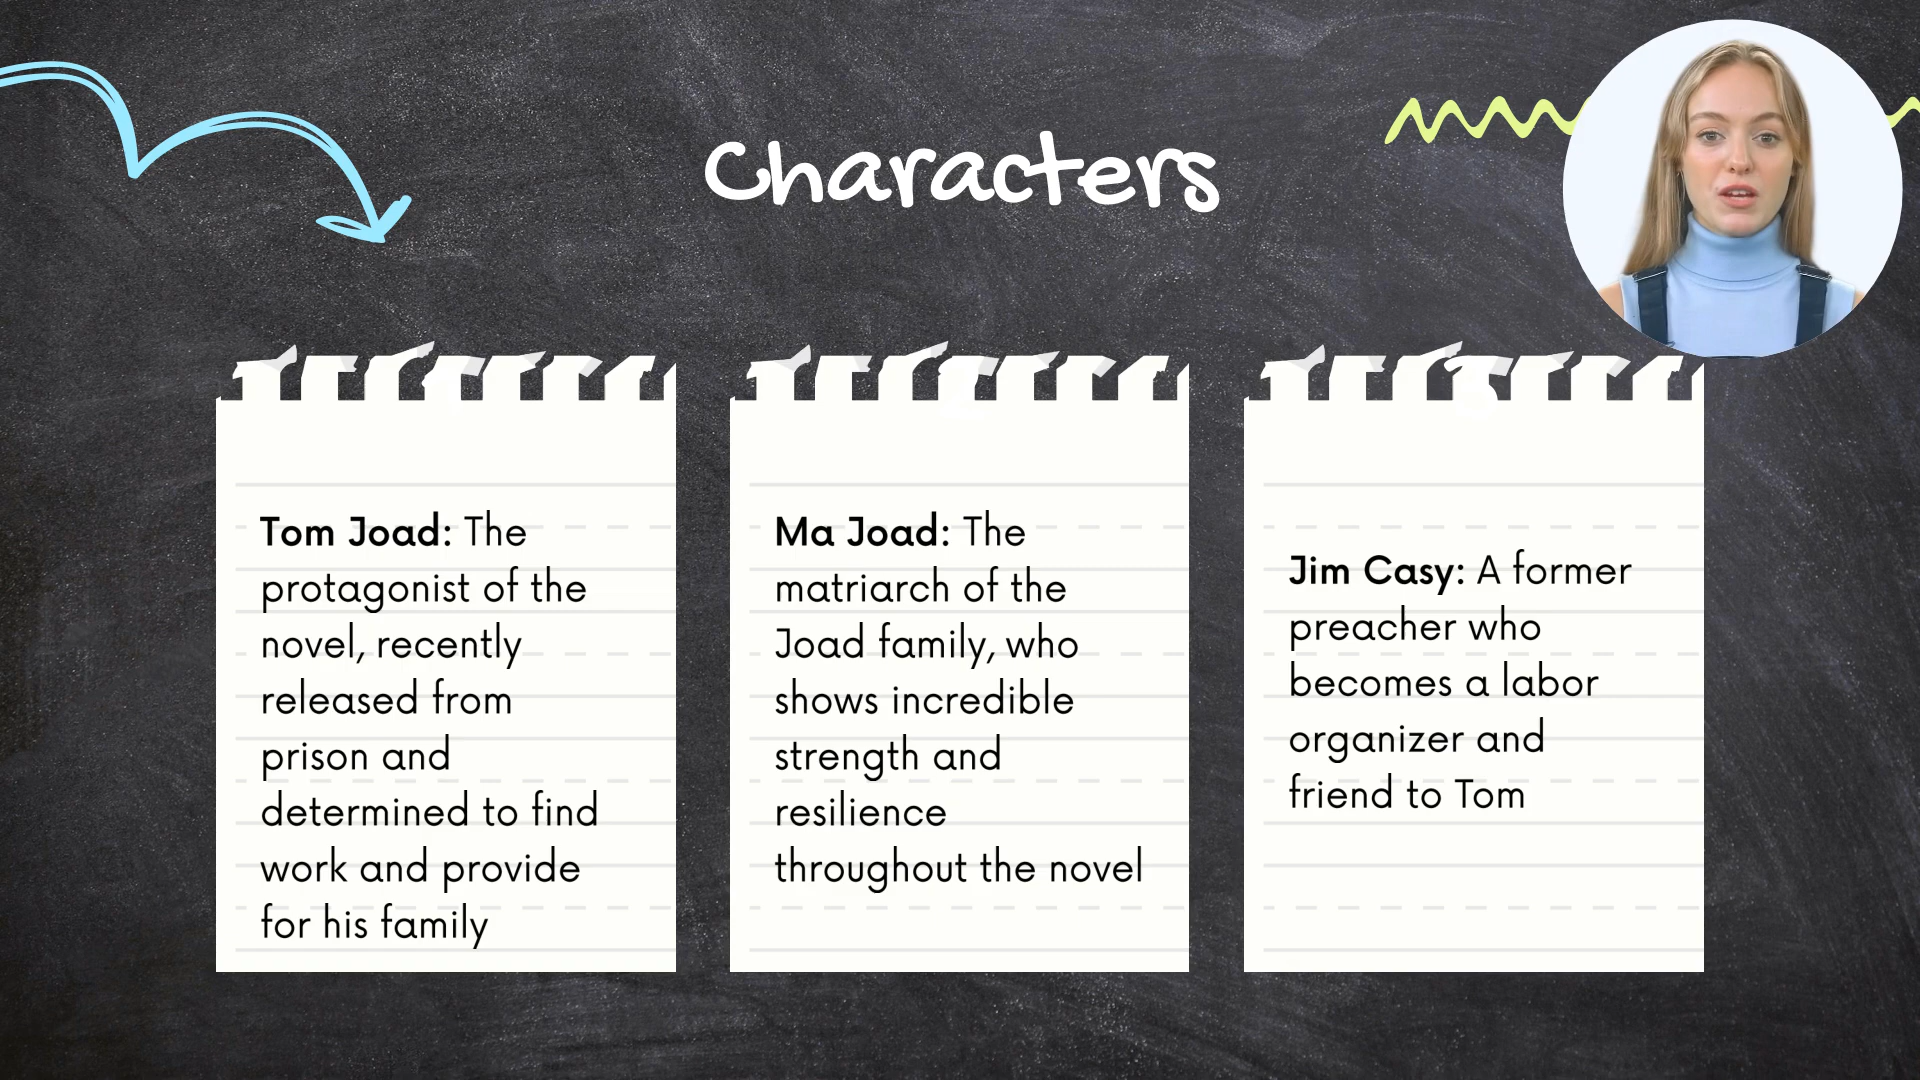 Characters
Tom Joad: The
protagonist of the
novel, recently
released from
prison and
determined to find
work and provide
for his family
Ma Joad: The
matriarch of the
Joad family, who
shows incredible
strength and
resilience
throughout the novel
Jim Casy: A former
preacher who
becomes a labor
organizer and
friend to Tom